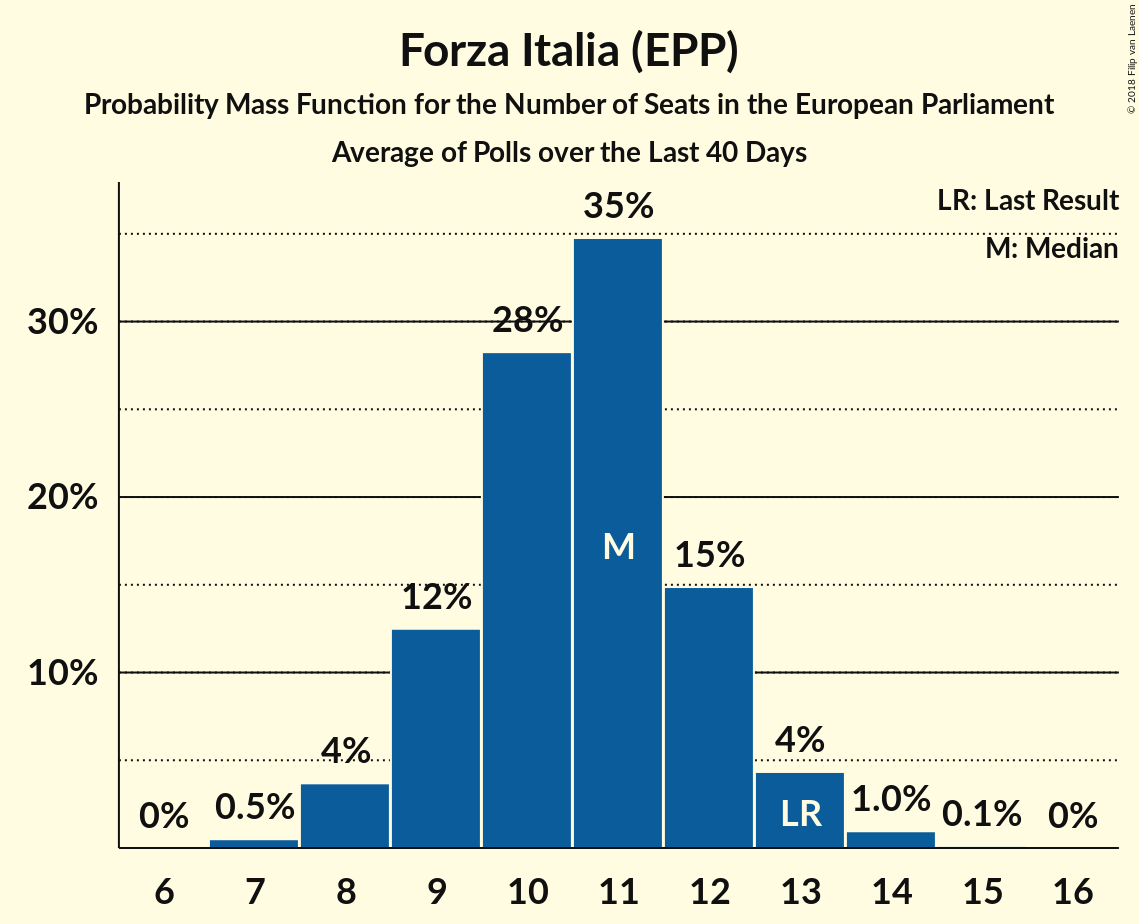 Forza Italia (EPP)
Probability Mass Function for the Number of Seats in the European Parliament
Average of Polls over the Last 40 Days
© 2018 Filip van Laenen
LR: Last Result
M: Median
35%
30%
28%
20%
M
15%
12%
10%
4%
4%
0%
0.5%
LR
1.0%
0.1%
0%
6 7 8 9 10 11 12 13 14 15 16